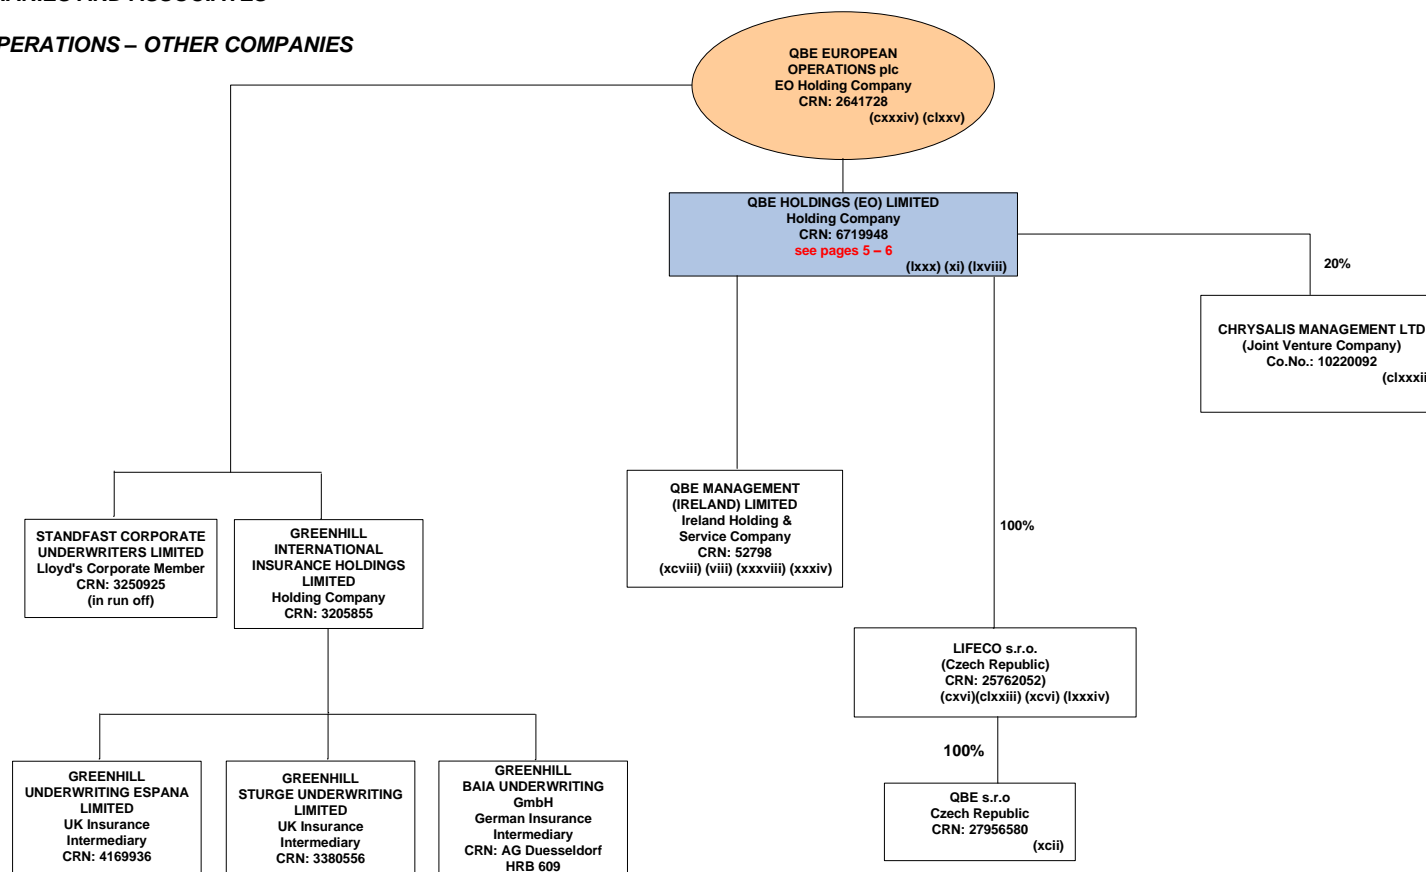 PERATIONS – OTHER COMPANIES
QBE EUROPEAN
OPERATIONS plc
EO Holding Company
CRN: 2641728
(cxxxiv) (clxxv)
QBE HOLDINGS (EO) LIMITED
Holding Company
CRN: 6719948
see pages 5 – 6
(lxxx) (xi) (lxviii)
20%
CHRYSALIS MANAGEMENT LTD
(Joint Venture Company)
Co.No.: 10220092
(clxxxii
QBE MANAGEMENT
(IRELAND) LIMITED
Ireland Holding &
Service Company
CRN: 52798
(xcviii) (viii) (xxxviii) (xxxiv)
100%
STANDFAST CORPORATE
UNDERWRITERS LIMITED
Lloyd's Corporate Member
CRN: 3250925
(in run off)
GREENHILL
INTERNATIONAL
INSURANCE HOLDINGS
LIMITED
Holding Company
CRN: 3205855
LIFECO s.r.o.
(Czech Republic)
CRN: 25762052)
(cxvi)(clxxiii) (xcvi) (lxxxiv)
100%
QBE s.r.o
Czech Republic
CRN: 27956580
(xcii)
GREENHILL
UNDERWRITING ESPANA
LIMITED
UK Insurance
Intermediary
CRN: 4169936
GREENHILL
STURGE UNDERWRITING
LIMITED
UK Insurance
Intermediary
CRN: 3380556
GREENHILL
BAIA UNDERWRITING
GmbH
German Insurance
Intermediary
CRN: AG Duesseldorf
HRB 609